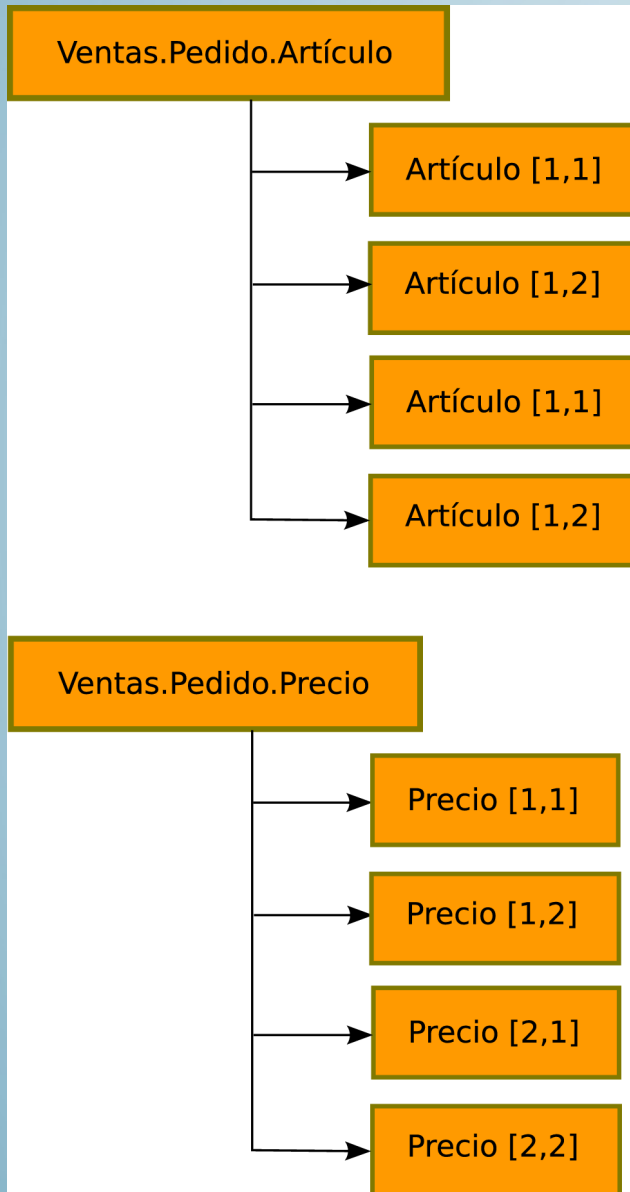 Ventas.Pedido.Artículo
Artículo [1,1]
Artículo [1,2]
Artículo [1,1]
Artículo [1,2]
Ventas.Pedido.Precio
Precio [1,1]
Precio [1,2]
Precio [2,1]
Precio [2,2]